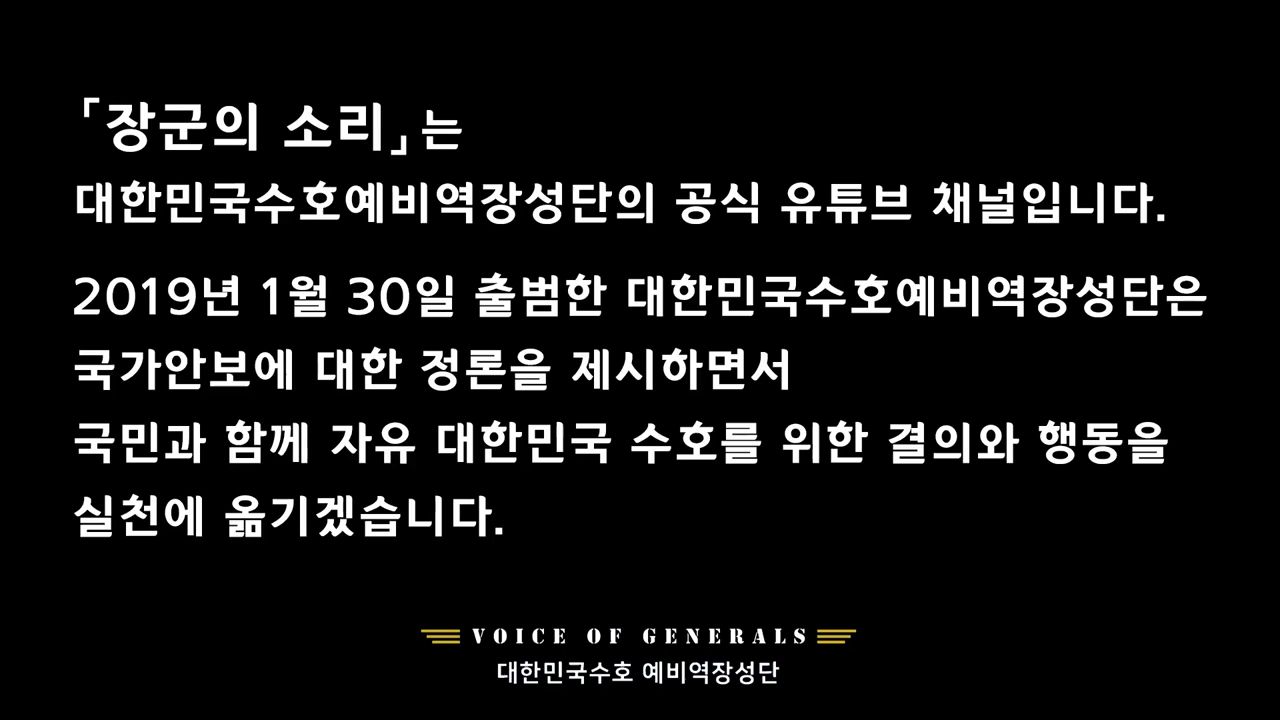 「장군의 소리」는
대한민국수호예비역장성단의 공식 유튜브 채널입니다.
2019년 1월 30일 출범한 대한민국수호예비역장성단은
국가안보에 대한 정론을 제시하면서
국민과 함께 자유 대한민국 수호를 위한 결의와 행동을
실천에 옮기겠습니다.
VOICE OF GENERALS
대한민국수호 예비역장성단